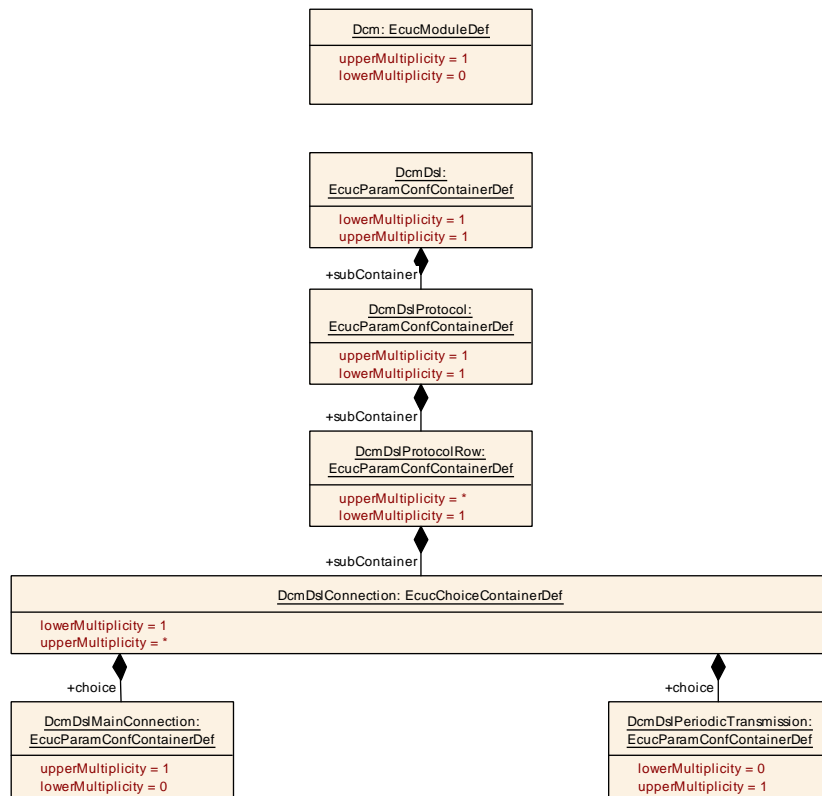 Dcm: EcucModuleDef
upperMultiplicity = 1
lowerMultiplicity = 0
DcmDsl:
EcucParamConfContainerDef
lowerMultiplicity = 1
upperMultiplicity = 1
+subContainer
DcmDslProtocol:
EcucParamConfContainerDef
upperMultiplicity = 1
lowerMultiplicity = 1
+subContainer
DcmDslProtocolRow:
EcucParamConfContainerDef
upperMultiplicity = *
lowerMultiplicity = 1
+subContainer
DcmDslConnection: EcucChoiceContainerDef
lowerMultiplicity = 1
upperMultiplicity = *
+choice
+choice
DcmDslMainConnection:
EcucParamConfContainerDef
upperMultiplicity = 1
lowerMultiplicity = 0
DcmDslPeriodicTransmission:
EcucParamConfContainerDef
lowerMultiplicity = 0
upperMultiplicity = 1